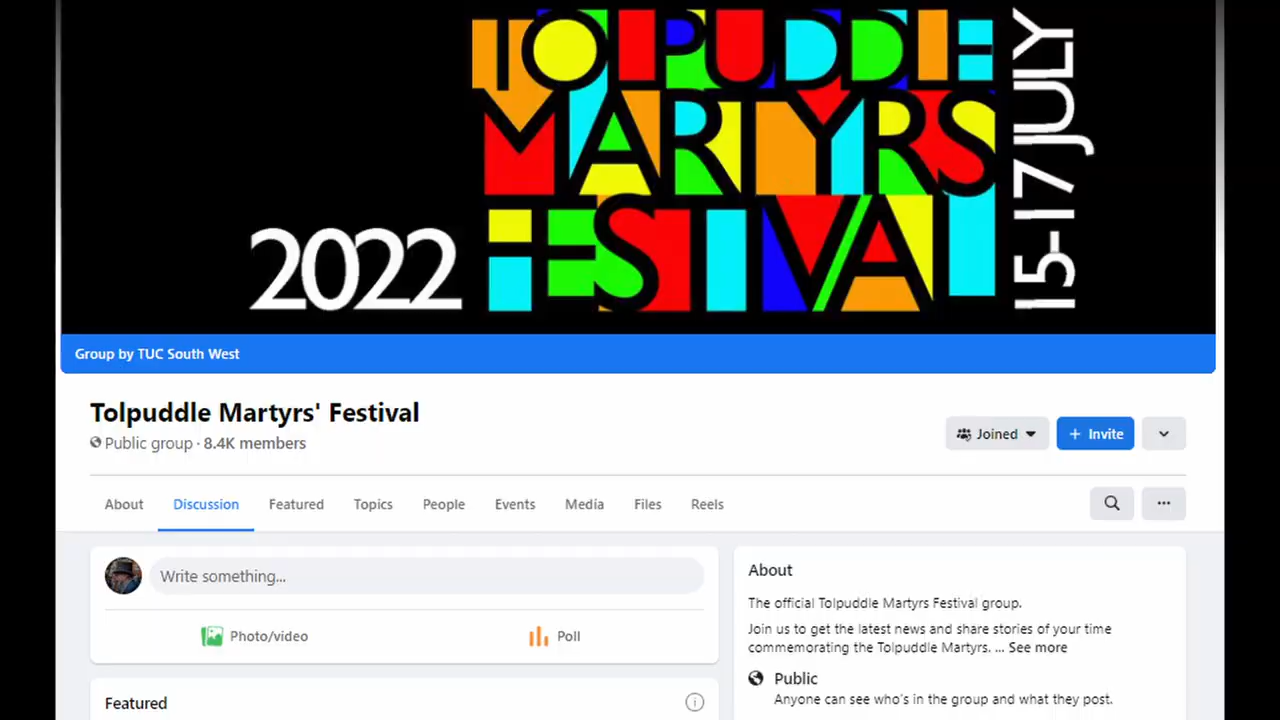 TOLPUDDLE
MARTYRS
FESTIVAL
15-17 JULY
2022
Group by TUC South West
Tolpuddle Martyrs' Festival
Public group · 8.4K members
Joined
+ Invite
About Discussion Featured Topics People Events Media Files Reels
Write something...
Photo/video
Poll
Featured
About
The official Tolpuddle Martyrs Festival group.
Join us to get the latest news and share stories of your time
commemorating the Tolpuddle Martyrs. ... See more
Public
Anyone can see who's in the group and what they post.